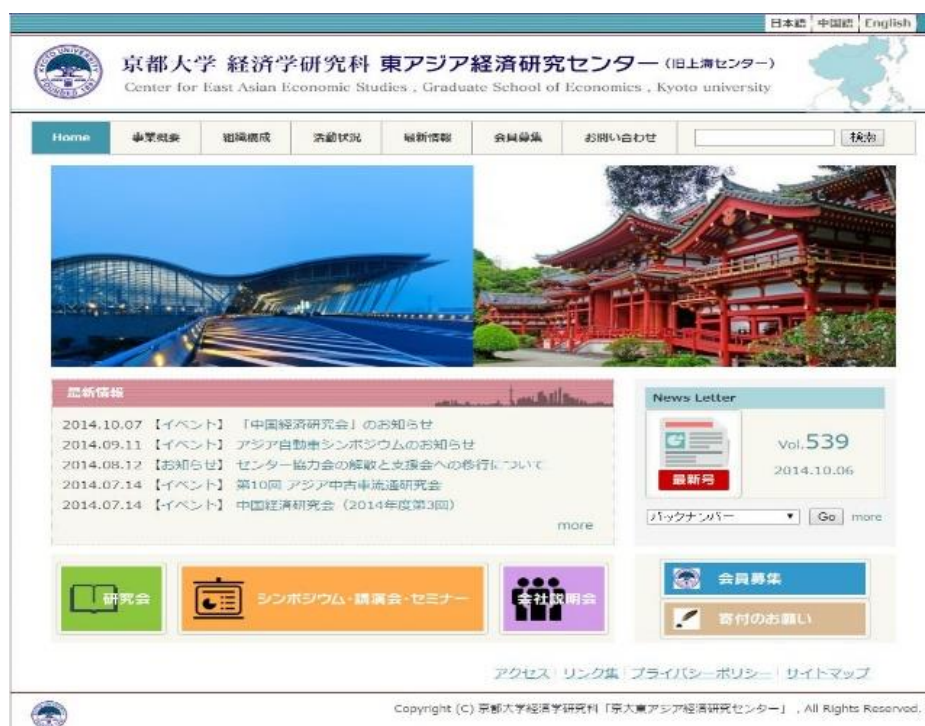 日本語 中国語 English
京都大学 経済学研究科 東アジア経済研究センター (旧上海センター)
Center for East Asian Economic Studies , Graduate School of Economics , Kyoto university
Home 事業概要 組織構成 活動状況 最新情報 会員募集 お問い合わせ 検索
最新情報
2014.10.07 【イベント】 「中国経済研究会」のお知らせ
2014.09.11 【イベント】 アジア自動車シンポジウムのお知らせ
2014.08.12 【お知らせ】 センター協力会の解散と支援会への移行について
2014.07.14 【イベント】 第10回 アジア中古車流通研究会
2014.07.14 【イベント】 中国経済研究会（2014年度第3回）
more
News Letter
最新号
Vol.539
2014.10.06
バックナンバー Go more
研究会
シンポジウム・講演会・セミナー
会社説明会
会員募集
寄付のお願い
アクセス リンク集 プライバシーポリシー サイトマップ
Copyright (C) 京都大学経済学研究科「京大東アジア経済研究センター」 , All Rights Reserved.